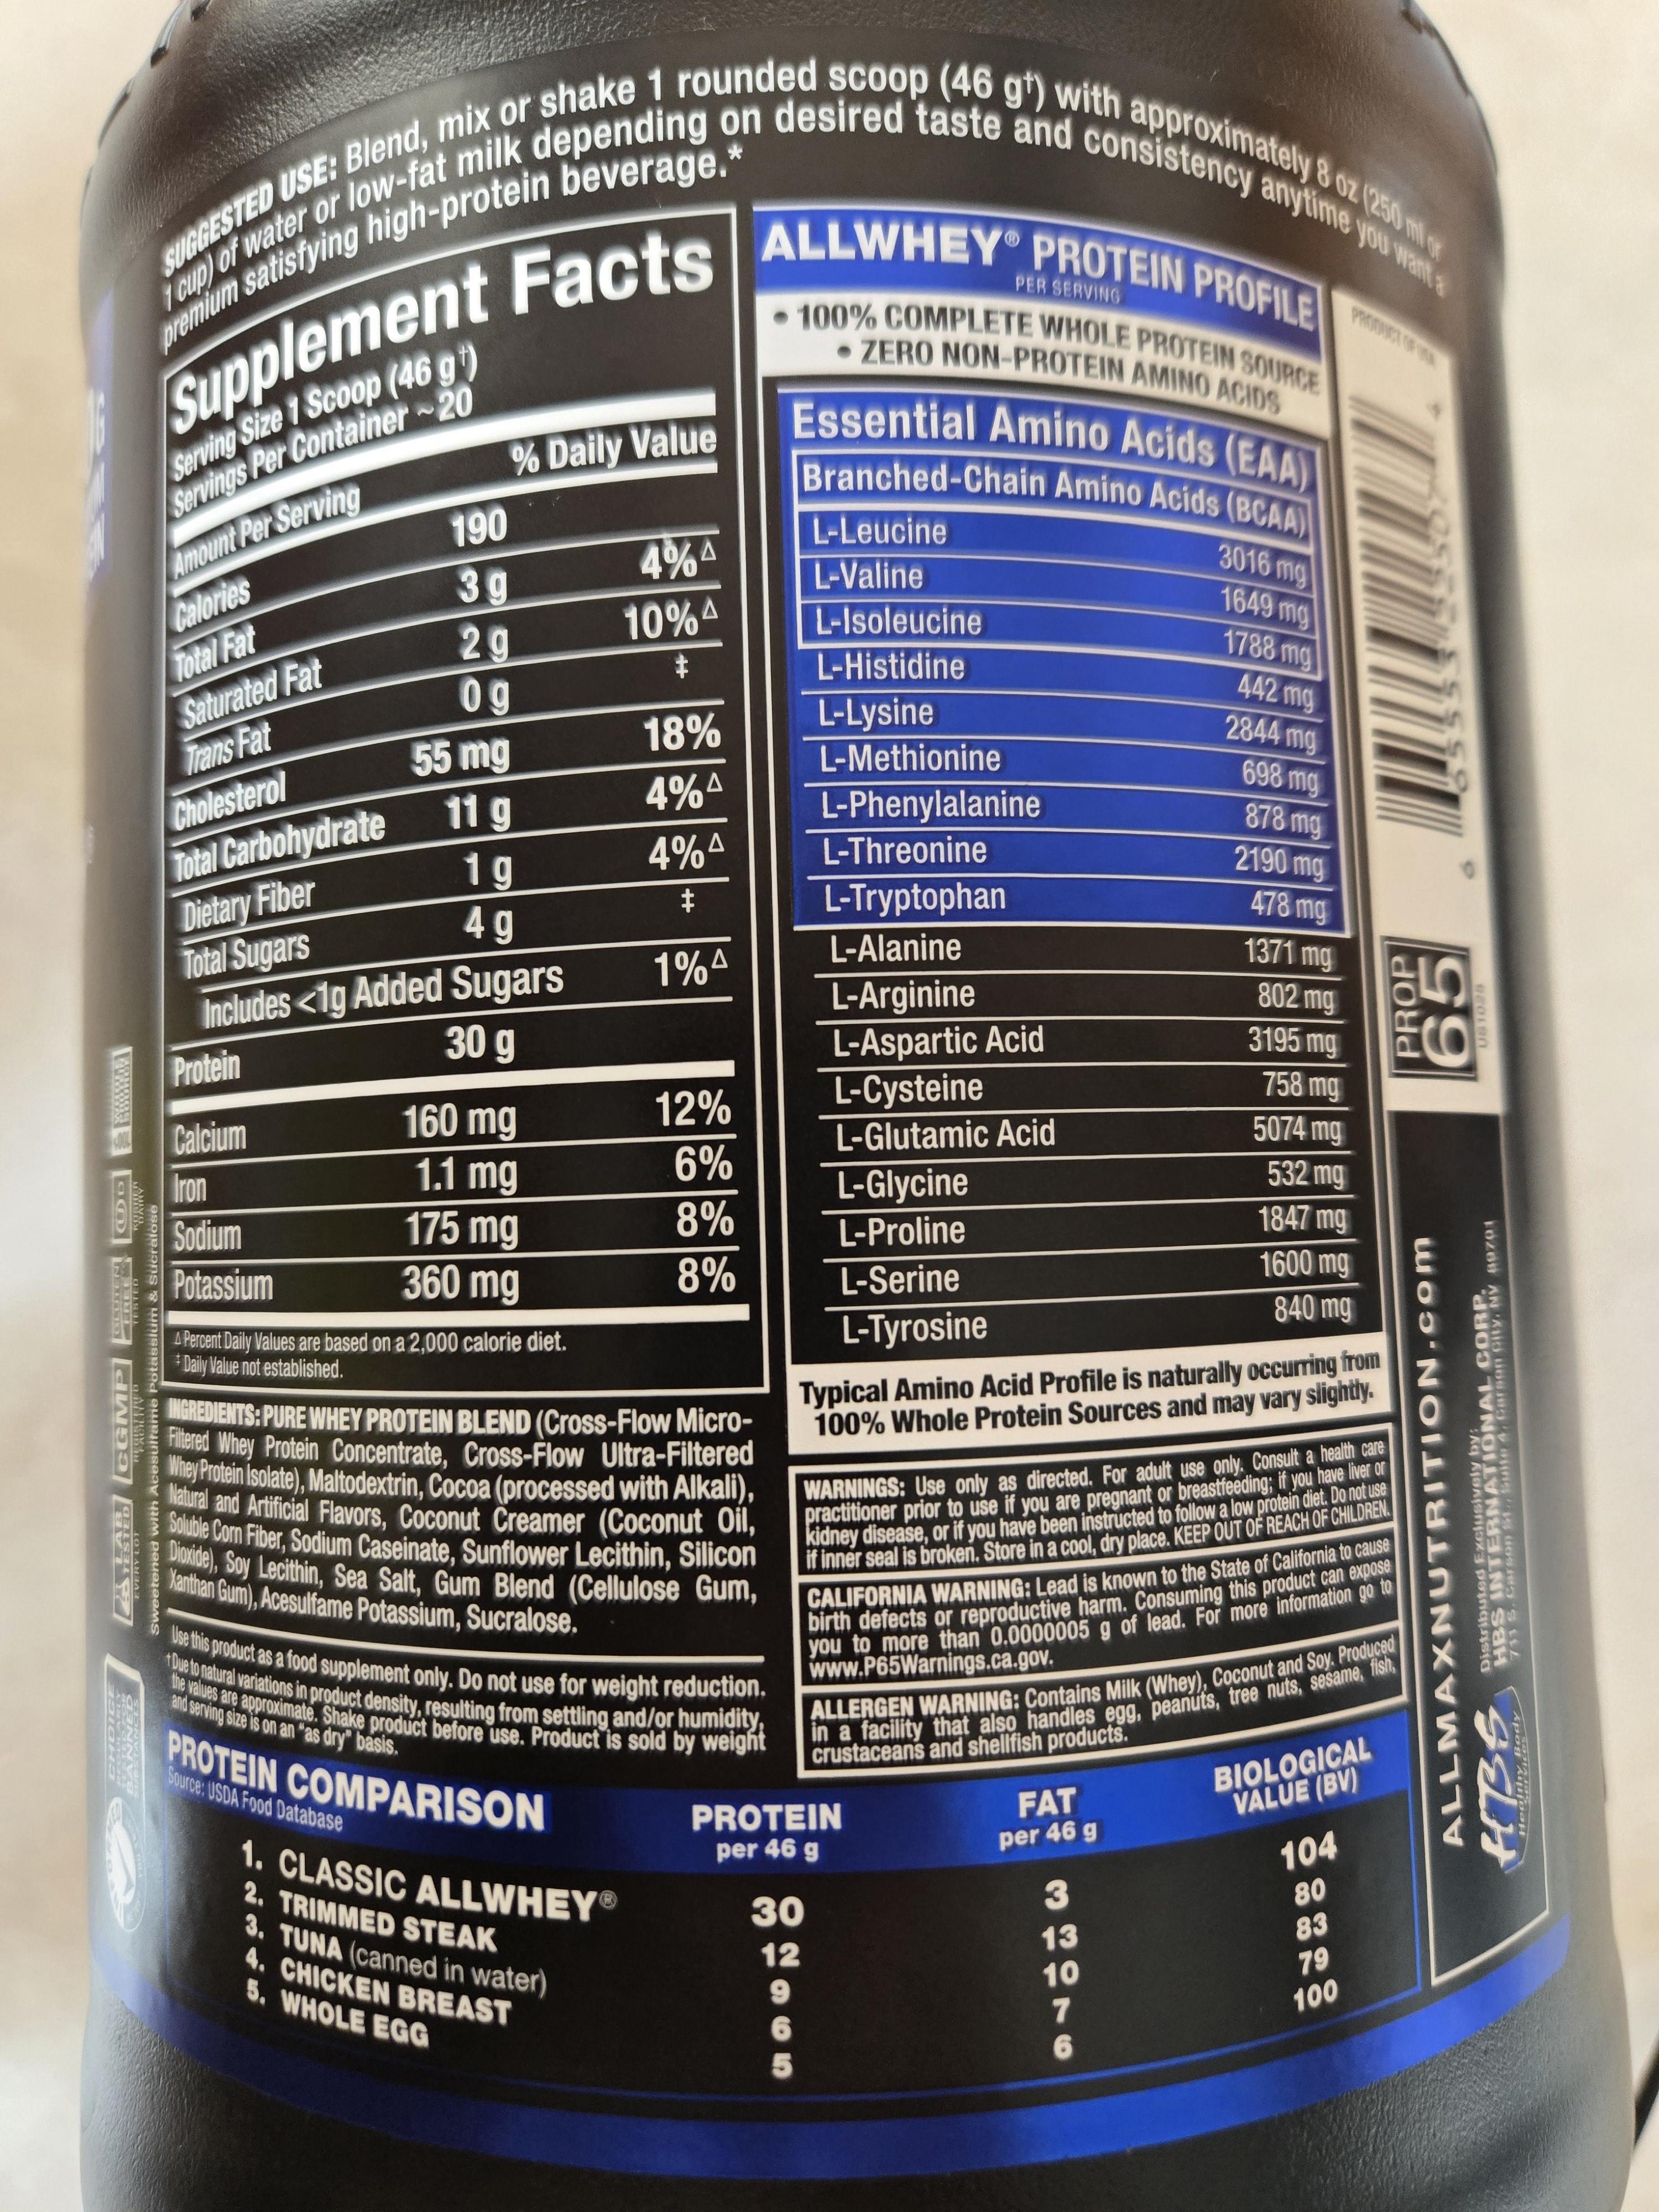 SUGGESTED USE: Blend, mix or shake 1 rounded scoop (46 g†) with approximately 8 oz (250 ml or
1 cup) of water or low-fat milk depending on desired taste and consistency anytime you want a
premium satisfying high-protein beverage.*
Supplement Facts
Serving Size 1 Scoop (46 g†)
Servings Per Container ~20
Amount Per Serving % Daily Value
Calories 190
Total Fat 3 g 4%Δ
Saturated Fat 2 g 10%Δ
Trans Fat 0 g ‡
Cholesterol 55 mg 18%
Total Carbohydrate 11 g 4%Δ
Dietary Fiber 1 g 4%Δ
Total Sugars 4 g ‡
Includes <1g Added Sugars 1%Δ
Protein 30 g
Calcium 160 mg 12%
Iron 1.1 mg 6%
Sodium 175 mg 8%
Potassium 360 mg 8%
Δ Percent Daily Values are based on a 2,000 calorie diet.
‡ Daily Value not established.
INGREDIENTS: PURE WHEY PROTEIN BLEND (Cross-Flow Micro-
Filtered Whey Protein Concentrate, Cross-Flow Ultra-Filtered
Whey Protein Isolate), Maltodextrin, Cocoa (processed with Alkali),
Natural and Artificial Flavors, Coconut Creamer (Coconut Oil,
Soluble Corn Fiber, Sodium Caseinate, Sunflower Lecithin, Silicon
Dioxide), Soy Lecithin, Sea Salt, Gum Blend (Cellulose Gum,
Xanthan Gum), Acesulfame Potassium, Sucralose.
Use this product as a food supplement only. Do not use for weight reduction.
† Due to natural variations in product density, resulting from settling and/or humidity,
the values are approximate. Shake product before use. Product is sold by weight
and serving size is on an "as dry" basis.
ALLWHEY® PROTEIN PROFILE
PER SERVING
• 100% COMPLETE WHOLE PROTEIN SOURCE
• ZERO NON-PROTEIN AMINO ACIDS
Essential Amino Acids (EAA)
Branched-Chain Amino Acids (BCAA)
L-Leucine 3016 mg
L-Valine 1649 mg
L-Isoleucine 1788 mg
L-Histidine 442 mg
L-Lysine 2844 mg
L-Methionine 698 mg
L-Phenylalanine 878 mg
L-Threonine 2190 mg
L-Tryptophan 478 mg
L-Alanine 1371 mg
L-Arginine 802 mg
L-Aspartic Acid 3195 mg
L-Cysteine 758 mg
L-Glutamic Acid 5074 mg
L-Glycine 532 mg
L-Proline 1847 mg
L-Serine 1600 mg
L-Tyrosine 840 mg
Typical Amino Acid Profile is naturally occurring from
100% Whole Protein Sources and may vary slightly.
WARNINGS: Use only as directed. For adult use only. Consult a health care
practitioner prior to use if you are pregnant or breastfeeding; if you have liver or
kidney disease, or if you have been instructed to follow a low protein diet. Do not use
if inner seal is broken. Store in a cool, dry place. KEEP OUT OF REACH OF CHILDREN.
CALIFORNIA WARNING: Lead is known to the State of California to cause
birth defects or reproductive harm. Consuming this product can expose
you to more than 0.0000005 g of lead. For more information go to
www.P65Warnings.ca.gov.
ALLERGEN WARNING: Contains Milk (Whey), Coconut and Soy. Produced
in a facility that also handles egg, peanuts, tree nuts, sesame, fish,
crustaceans and shellfish products.
PROTEIN COMPARISON
Source: USDA Food Database
PROTEIN per 46 g FAT per 46 g BIOLOGICAL VALUE (BV)
1. CLASSIC ALLWHEY® 30 3 104
2. TRIMMED STEAK 12 13 80
3. TUNA (canned in water) 9 10 83
4. CHICKEN BREAST 6 7 79
5. WHOLE EGG 5 6 100
PRODUCT OF USA
PROP
65
ALLMAXNUTRITION.com
Distributed Exclusively by:
HBS INTERNATIONAL CORP.
711 S. Carson St., Suite 4, Carson City, NV 89701
HBS
Healthy Body
Services
Sweetened with Acesulfame Potassium & Sucralose
LAB
TESTED
cGMP